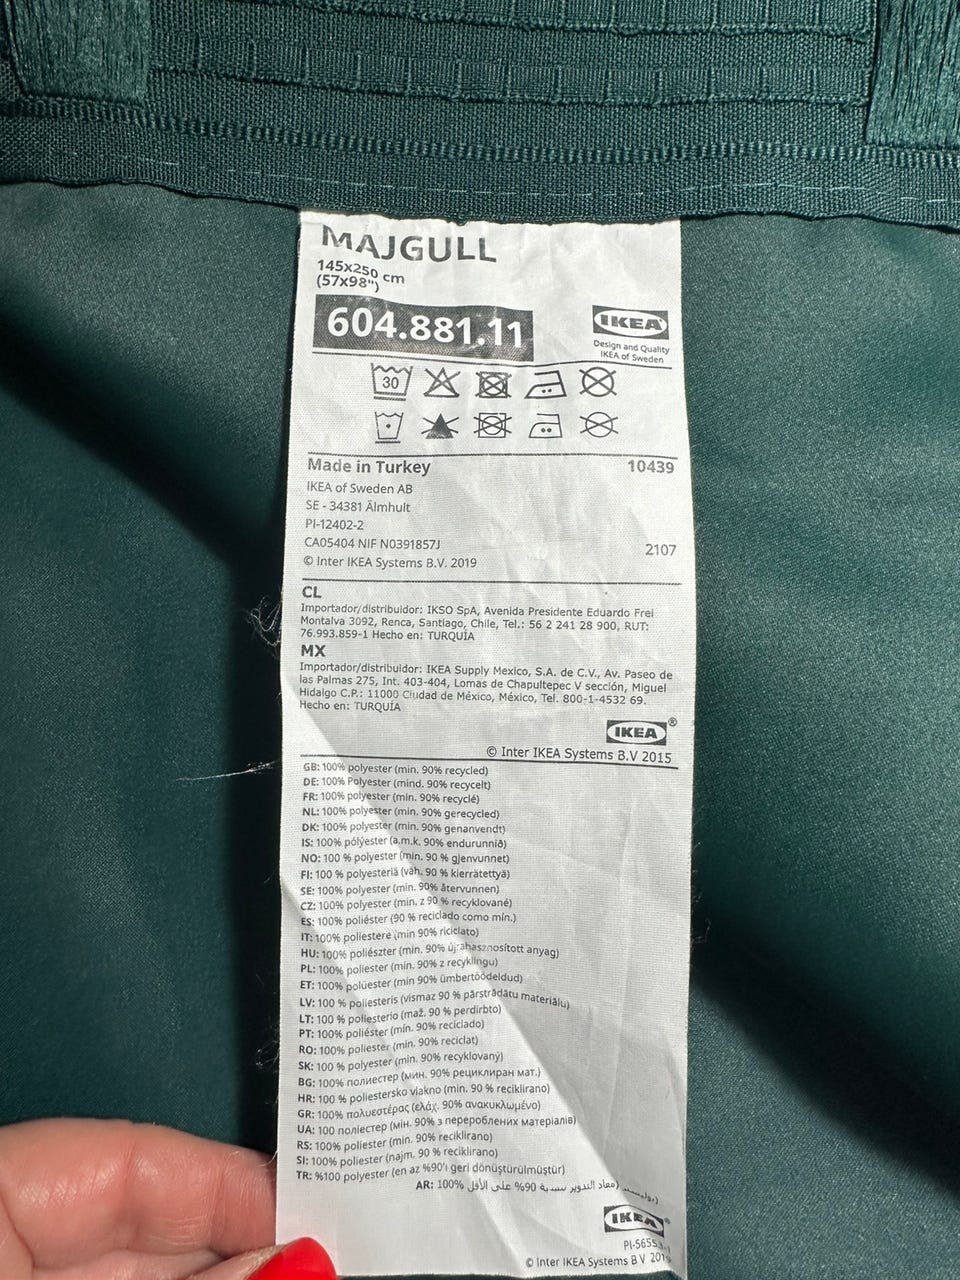 MAJGULL
145x250 cm
(57x98")
604.881.11
IKEA
Design and Quality
IKEA of Sweden
30
Made in Turkey 10439
IKEA of Sweden AB
SE - 34381 Älmhult
PI-12402-2
CA05404 NIF N0391857J
2107
© Inter IKEA Systems B.V. 2019
CL
Importador/distribuidor: IKSO SpA, Avenida Presidente Eduardo Frei
Montalva 3092, Renca, Santiago, Chile, Tel.: 56 2 241 28 900, RUT:
76.993.859-1 Hecho en: TURQUÍA
MX
Importador/distribuidor: IKEA Supply Mexico, S.A. de C.V., Av. Paseo de
las Palmas 275, Int. 403-404, Lomas de Chapultepec V sección, Miguel
Hidalgo C.P.: 11000 Ciudad de México, México, Tel. 800-1-4532 69.
Hecho en: TURQUÍA
IKEA®
© Inter IKEA Systems B.V 2015
GB: 100% polyester (min. 90% recycled)
DE: 100% Polyester (mind. 90% recycelt)
FR: 100% polyester (min. 90% recyclé)
NL: 100% polyester (min. 90% gerecycled)
DK: 100% polyester (min. 90% genanvendt)
IS: 100% pólýester (a.m.k. 90% endurunnið)
NO: 100 % polyester (min. 90 % gjenvunnet)
FI: 100 % polyesteriä (väh. 90 % kierrätettyä)
SE: 100% polyester (min. 90% återvunnen)
CZ: 100% polyester (min. z 90 % recyklované)
ES: 100% poliéster (90 % reciclado como mín.)
IT: 100% poliestere (min 90% riciclato)
HU: 100% poliészter (min. 90% újrahasznosított anyag)
PL: 100% poliester (min. 90% z recyklingu)
ET: 100% polüester (min 90% ümbertöödeldud)
LV: 100 % poliesteris (vismaz 90 % pārstrādātu materiālu)
LT: 100 % poliesterio (maž. 90 % perdirbto)
PT: 100% poliéster (mín. 90% reciclado)
RO: 100% poliester (min. 90% reciclat)
SK: 100 % polyester (min. 90% recyklovaný)
BG: 100% полиестер (мин. 90% рециклиран мат.)
HR: 100 % poliestersko vlakno (min. 90 % reciklirano)
GR: 100% πολυεστέρας (ελάχ. 90% ανακυκλωμένο)
UA: 100 поліестер (мін. 90% з перероблених матеріалів)
RS: 100% poliester (min. 90% reciklirano)
SI: 100% poliester (najm. 90 % reciklirano)
TR: %100 polyester (en az %90'ı geri dönüştürülmüştür)
AR: 100% (معاد التدوير بنسبة 90% على الأقل)
IKEA®
© Inter IKEA Systems B V